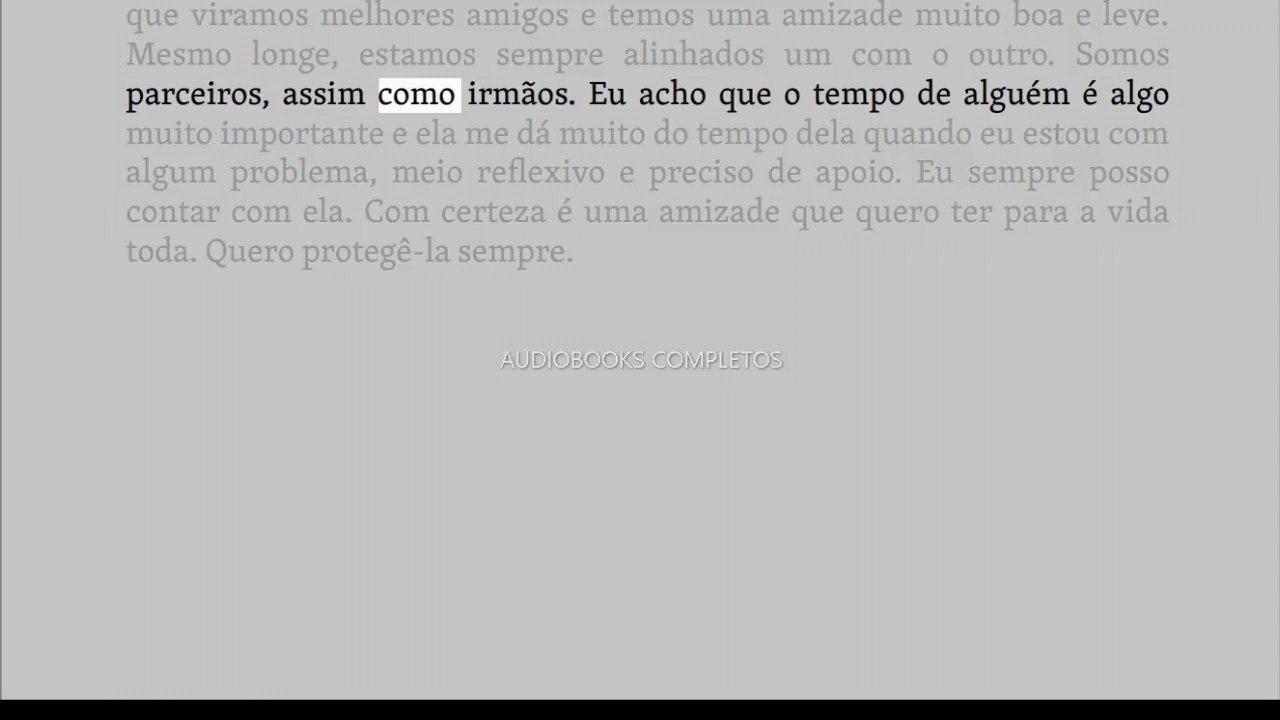 que viramos melhores amigos e temos uma amizade muito boa e leve.
Mesmo longe, estamos sempre alinhados um com o outro. Somos
parceiros, assim como irmãos. Eu acho que o tempo de alguém é algo
muito importante e ela me dá muito do tempo dela quando eu estou com
algum problema, meio reflexivo e preciso de apoio. Eu sempre posso
contar com ela. Com certeza é uma amizade que quero ter para a vida
toda. Quero protegê-la sempre.
AUDIOBOOKS COMPLETOS